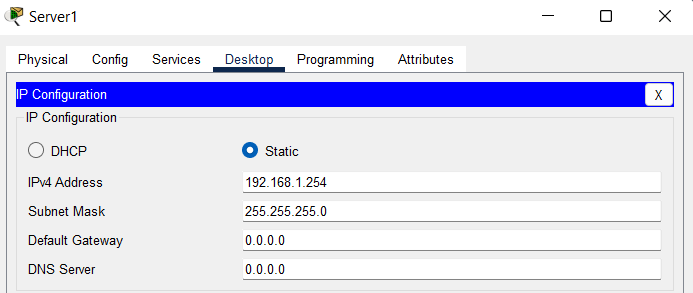 Server1
Physical Config Services Desktop Programming Attributes
IP Configuration X
IP Configuration
DHCP Static
IPv4 Address 192.168.1.254
Subnet Mask 255.255.255.0
Default Gateway 0.0.0.0
DNS Server 0.0.0.0